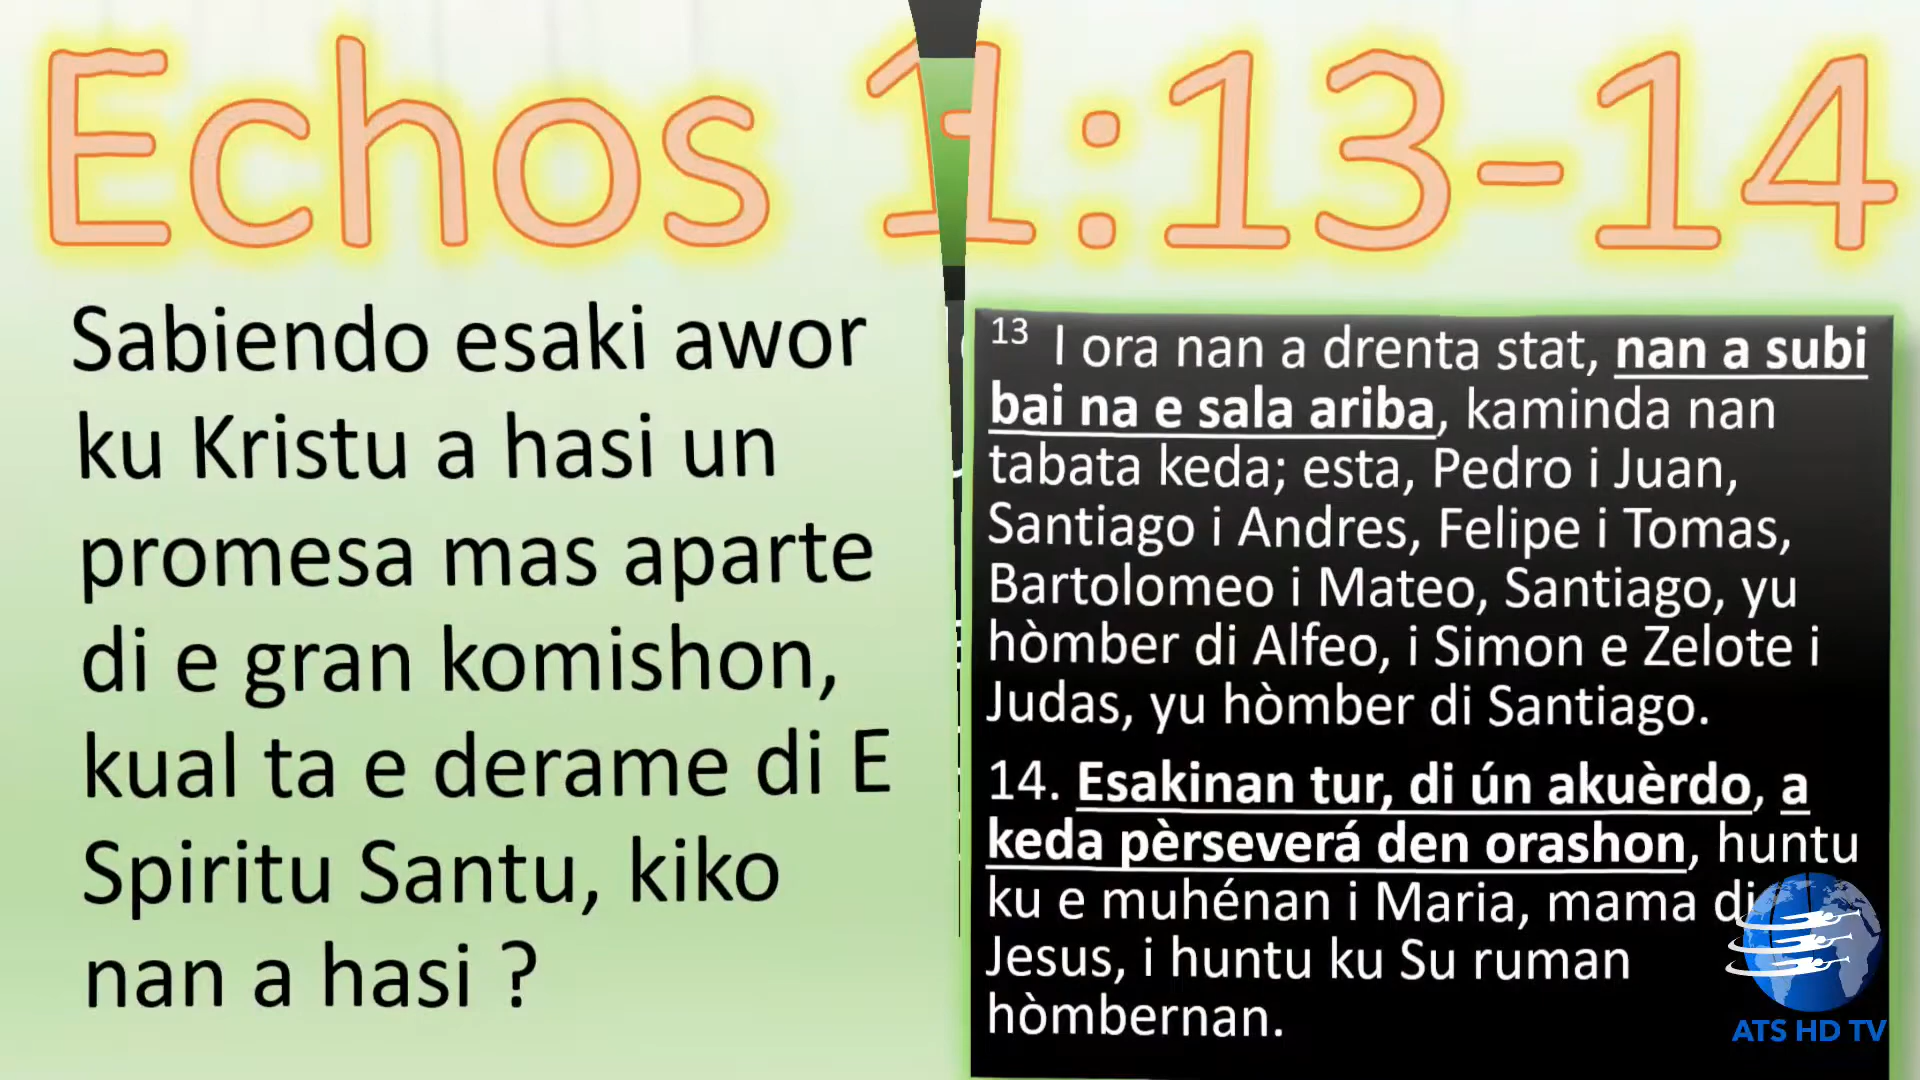 Echos 1:13-14
Sabiendo esaki awor
ku Kristu a hasi un
promesa mas aparte
di e gran komishon,
kual ta e derame di E
Spiritu Santu, kiko
nan a hasi ?
13 I ora nan a drenta stat, nan a subi
bai na e sala ariba, kaminda nan
tabata keda; esta, Pedro i Juan,
Santiago i Andres, Felipe i Tomas,
Bartolomeo i Mateo, Santiago, yu
hòmber di Alfeo, i Simon e Zelote i
Judas, yu hòmber di Santiago.
14. Esakinan tur, di ún akuèrdo, a
keda pèrseverá den orashon, huntu
ku e muhénan i Maria, mama di
Jesus, i huntu ku Su ruman
hòmbernan.
ATS HD TV